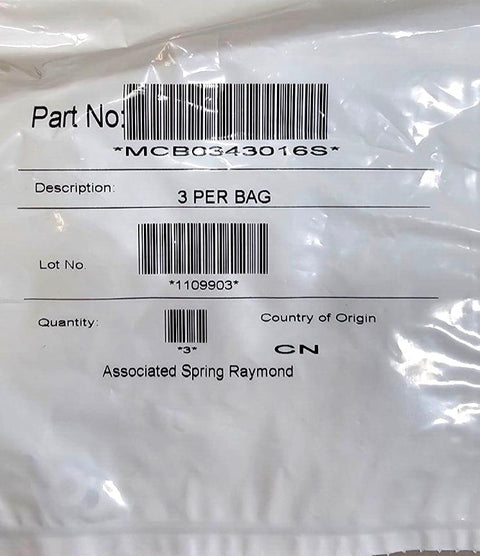 Part No:
*MCB0343016S*
Description:
3 PER BAG
Lot No.
*1109903*
Quantity:
*3*
Country of Origin
CN
Associated Spring Raymond